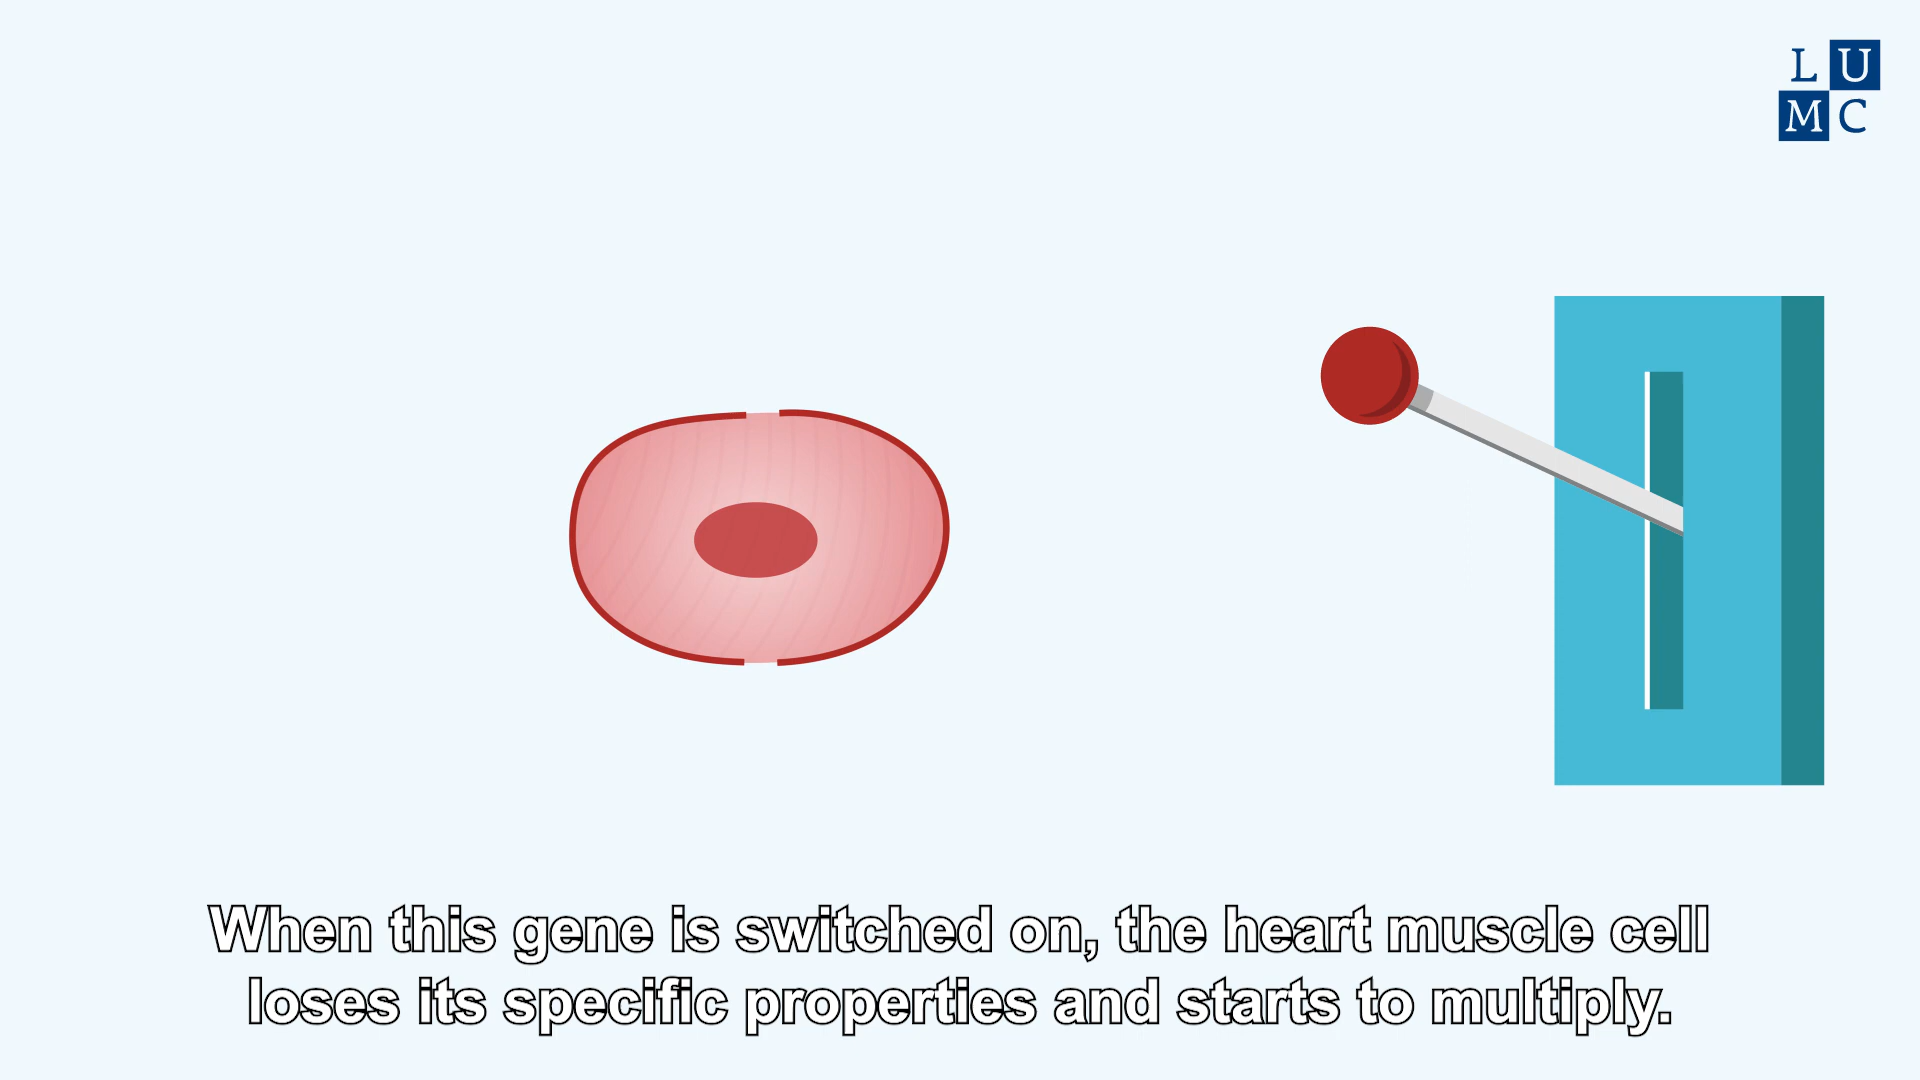 L U
M C
When this gene is switched on, the heart muscle cell
loses its specific properties and starts to multiply.